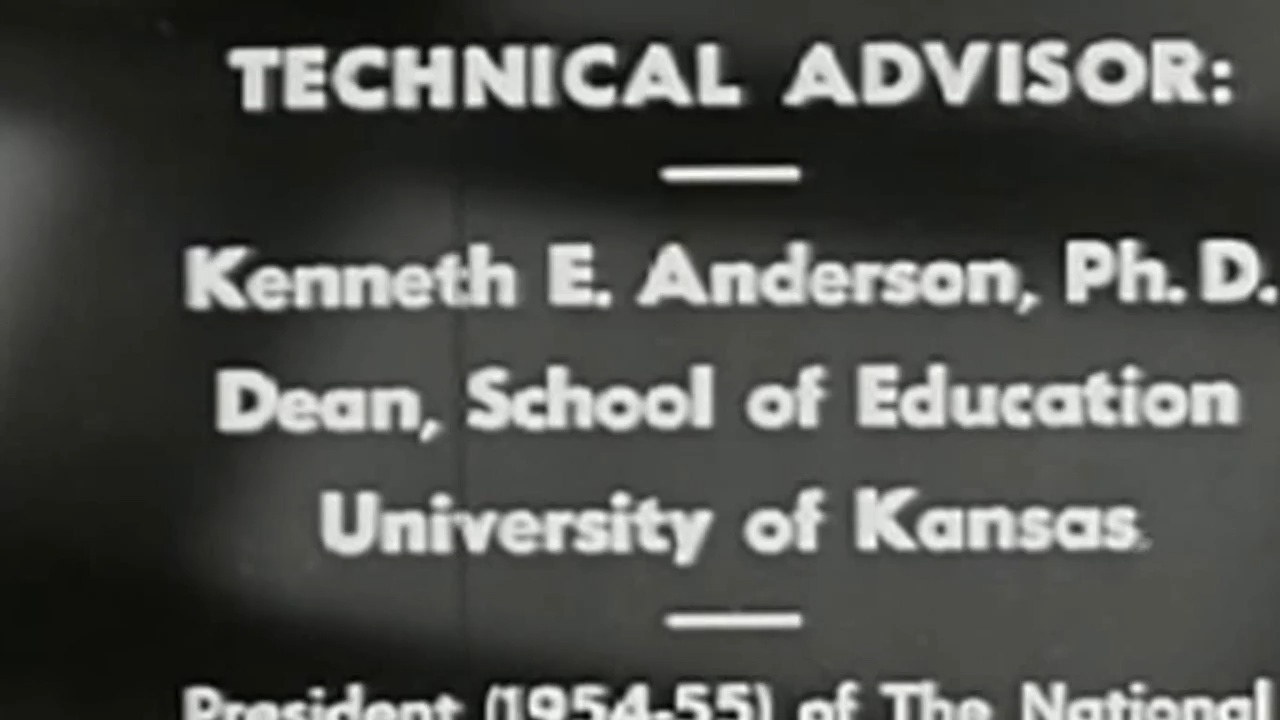 TECHNICAL ADVISOR:
Kenneth E. Anderson, Ph. D.
Dean, School of Education
University of Kansas
President (1954-55) of The National